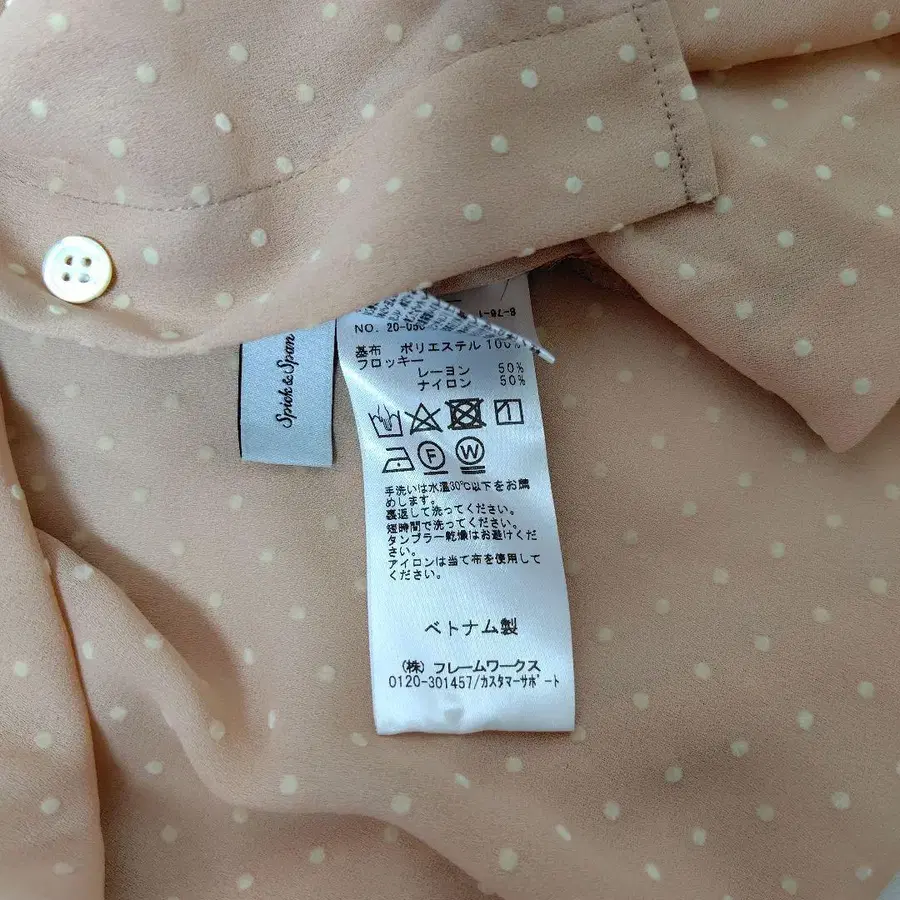 Spick & Span
NO. 20-050
基布 ポリエステル 100%
フロッキー
レーヨン 50%
ナイロン 50%
F W
手洗いは水温30℃以下をお薦
めします。
裏返して洗ってください。
短時間で洗ってください。
タンブラー乾燥はお避けくだ
さい。
アイロンは当て布を使用して
ください。
ベトナム製
(株) フレームワークス
0120-301457/カスタマーサポート